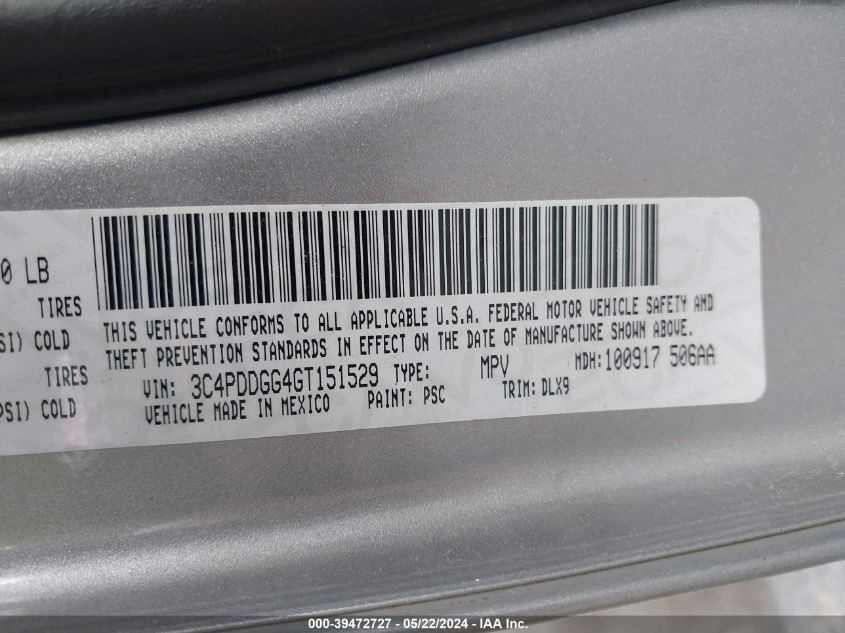 0 LB
TIRES
SI) COLD
TIRES
PSI) COLD
THIS VEHICLE CONFORMS TO ALL APPLICABLE U.S.A. FEDERAL MOTOR VEHICLE SAFETY AND
THEFT PREVENTION STANDARDS IN EFFECT ON THE DATE OF MANUFACTURE SHOWN ABOVE.
VIN: 3C4PDDGG4GT151529 TYPE: MPV MDH: 100917 506AA
VEHICLE MADE IN MEXICO PAINT: PSC TRIM: DLX9
000-39472727 - 05/22/2024 - IAA Inc.